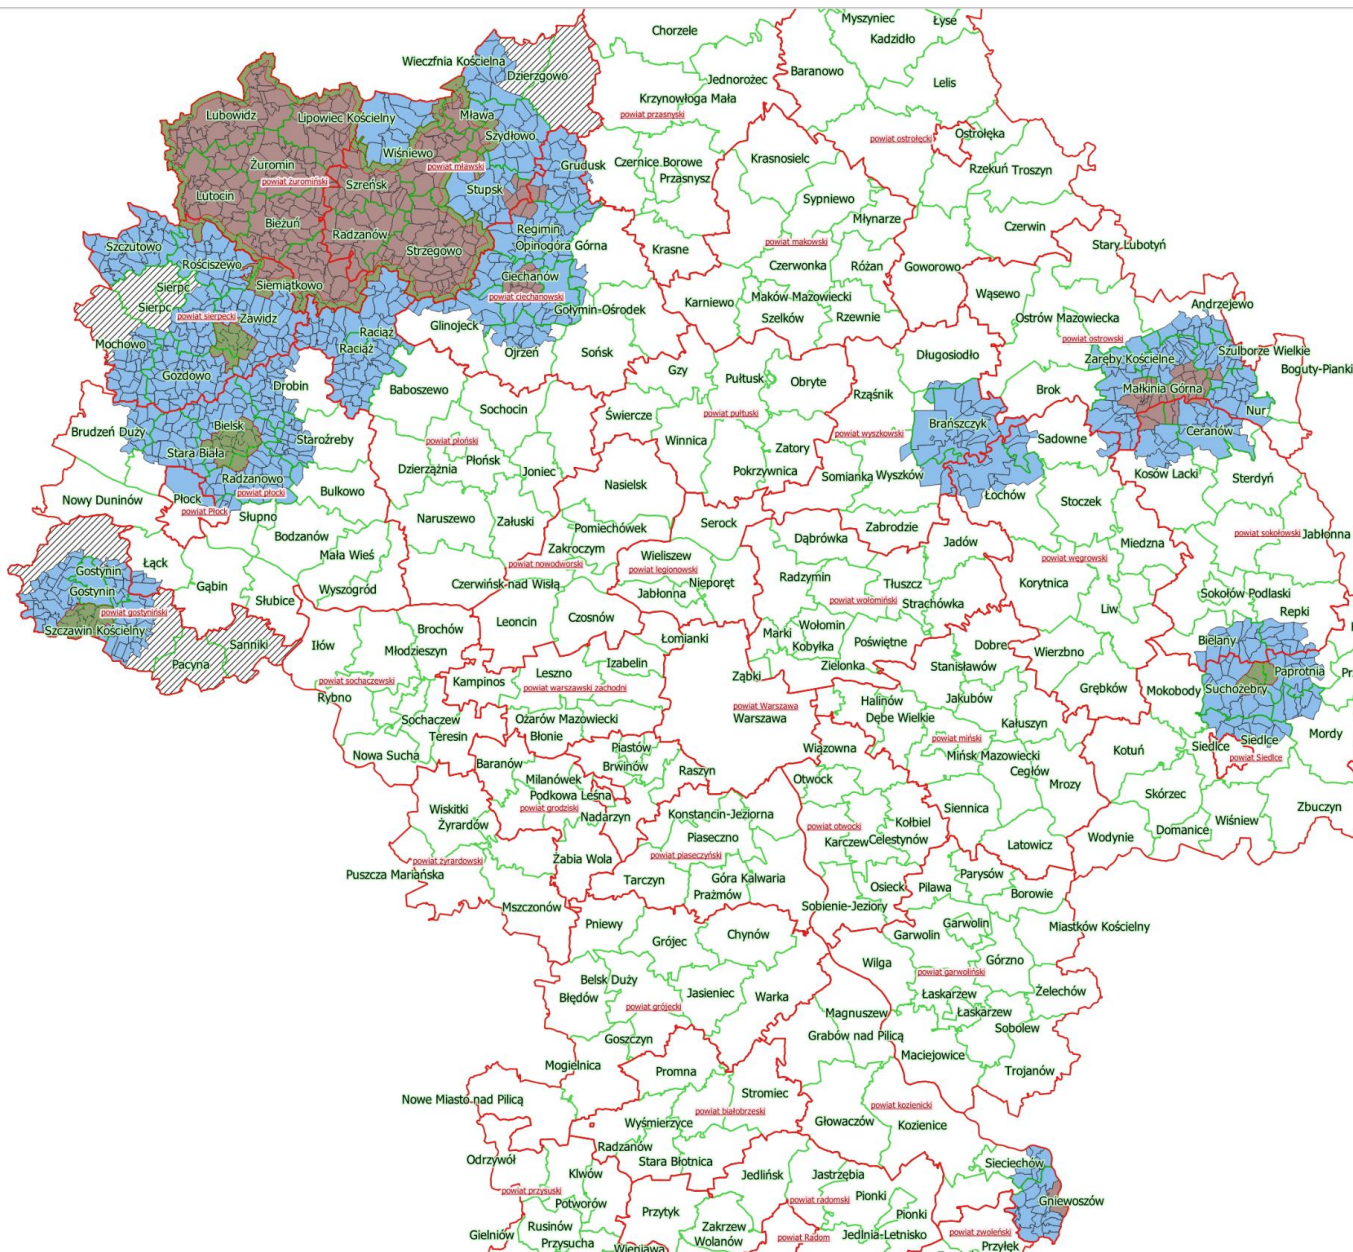 Myszyniec
Łyse
Chorzele
Kadzidło
Wieczfnia Kościelna
Dzierzgowo
Jednorożec
Baranowo
Lelis
Krzynowłoga Mała
Lubowidz
Lipowiec Kościelny
Mława
powiat przasnyski
Szydłowo
powiat ostrołęcki
Ostrołęka
Wiśniewo
Żuromin
powiat mławski
Grudusk
Czernice Borowe
Krasnosielc
Rzekuń
Troszyn
Przasnysz
powiat żuromiński
Szreńsk
Stupsk
Lutocin
Sypniewo
Młynarze
Bieżuń
Radzanów
Regimin
Czerwin
Szczutowo
Strzegowo
Opinogóra Górna
Krasne
powiat makowski
Stary Lubotyń
Rościszewo
Czerwonka
Różan
Goworowo
Ciechanów
Sierpc
Siemiątkowo
powiat ciechanowski
Wąsewo
Sierpc
Gołymin-Ośrodek
Karniewo
Maków Mazowiecki
Andrzejewo
powiat sierpecki
Zawidz
Glinojeck
Szelków
Rzewnie
Ostrów Mazowiecka
Raciąż
powiat ostrowski
Mochowo
Raciąż
Ojrzeń
Sońsk
Długosiodło
Zaręby Kościelne
Szulborze Wielkie
Gozdowo
Drobin
Baboszewo
Gzy
Pułtusk
Obryte
Rząśnik
Brok
Małkinia Górna
Boguty-Pianki
Sochocin
Świercze
powiat pułtuski
Nur
Bielsk
Brańszczyk
Brudzeń Duży
Staroźreby
powiat płoński
Winnica
Zatory
powiat wyszkowski
Sadowne
Ceranów
Stara Biała
Płońsk
Dzierzążnia
Joniec
Pokrzywnica
Somianka
Wyszków
Kosów Lacki
Sterdyń
Radzanowo
Nasielsk
Nowy Duninów
Płock
powiat płocki
Bulkowo
Łochów
Stoczek
powiat Płock
Słupno
Naruszewo
Załuski
Pomiechówek
Serock
Zabrodzie
Bodzanów
Dąbrówka
Jadów
Miedzna
powiat sokołowski
Jabłonna
Mała Wieś
Zakroczym
Wieliszew
powiat węgrowski
Łąck
powiat nowodworski
powiat legionowski
Gostynin
Radzymin
Gąbin
Wyszogród
Czerwińsk nad Wisłą
Nieporęt
Tłuszcz
Korytnica
Gostynin
Jabłonna
Sokołów Podlaski
Słubice
powiat wołomiński
Strachówka
Liw
Repki
powiat gostyniński
Leoncin
Czosnów
Wołomin
Szczawin Kościelny
Brochów
Łomianki
Marki
Bielany
Sanniki
Iłów
Kobyłka
Poświętne
Dobre
Wierzbno
Młodzieszyn
Pacyna
Izabelin
Zielonka
Stanisławów
Leszno
Paprotnia
powiat sochaczewski
Kampinos
Ząbki
powiat warszawski zachodni
Grębków
Mokobody
Suchożebry
Rybno
Halinów
Jakubów
powiat Warszawa
Sochaczew
Ożarów Mazowiecki
Warszawa
Dębe Wielkie
Kałuszyn
Teresin
Błonie
powiat miński
Siedlce
Mordy
Nowa Sucha
Piastów
Wiązowna
Siedlce
Kotuń
Baranów
Brwinów
Mińsk Mazowiecki
powiat Siedlce
Raszyn
Cegłów
Milanówek
Otwock
Mrozy
Podkowa Leśna
Skórzec
Wiskitki
powiat grodziski
Konstancin-Jeziorna
Siennica
Zbuczyn
Nadarzyn
Kołbiel
Wiśniew
Żyrardów
powiat otwocki
Domanice
Piaseczno
Karczew
Celestynów
Latowicz
Wodynie
powiat żyrardowski
Żabia Wola
powiat piaseczyński
Puszcza Mariańska
Tarczyn
Góra Kalwaria
Parysów
Prażmów
Osieck
Pilawa
Borowie
Mszczonów
Sobienie-Jeziory
Pniewy
Garwolin
Miastków Kościelny
Grójec
Chynów
Garwolin
Wilga
Górzno
powiat garwoliński
Belsk Duży
Żelechów
Błędów
Jasieniec
Warka
Łaskarzew
powiat grójecki
Magnuszew
Łaskarzew
Sobolew
Goszczyn
Grabów nad Pilicą
Maciejowice
Mogielnica
Promna
Trojanów
Nowe Miasto nad Pilicą
Stromiec
powiat kozienicki
powiat białobrzeski
Wyśmierzyce
Głowaczów
Kozienice
Radzanów
Odrzywół
Stara Błotnica
Sieciechów
Klwów
Jedlińsk
Jastrzębia
powiat przysuski
powiat radomski
Pionki
Gniewoszów
Potworów
Przytyk
Pionki
Rusinów
Zakrzew
Gielniów
Jedlnia-Letnisko
powiat zwoleński
Przysucha
Wolanów
powiat Radom
Wieniawa
Przyłęk